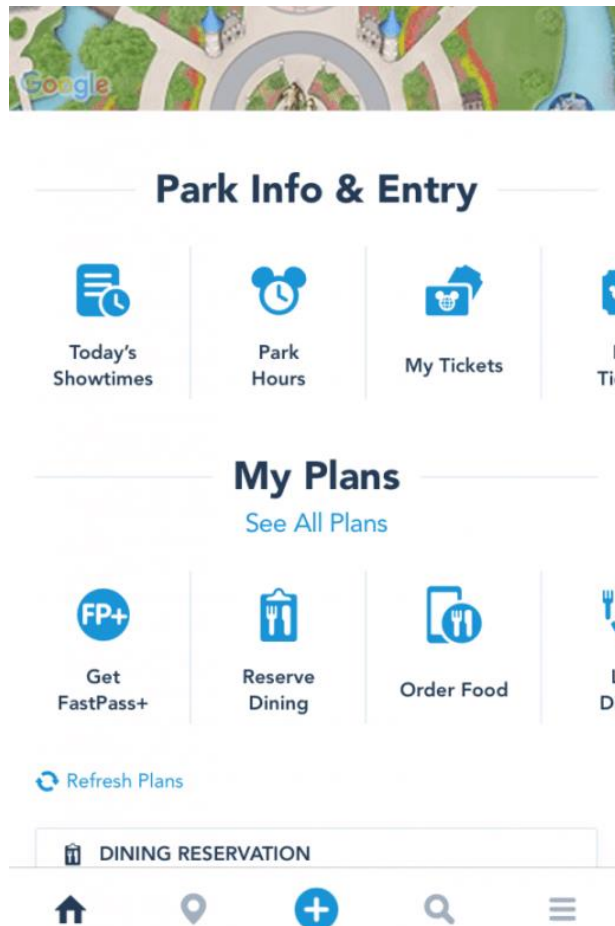 Google
Park Info & Entry
Today's
Showtimes
Park
Hours
My Tickets
My Plans
See All Plans
FP+
Get
FastPass+
Reserve
Dining
Order Food
Refresh Plans
DINING RESERVATION